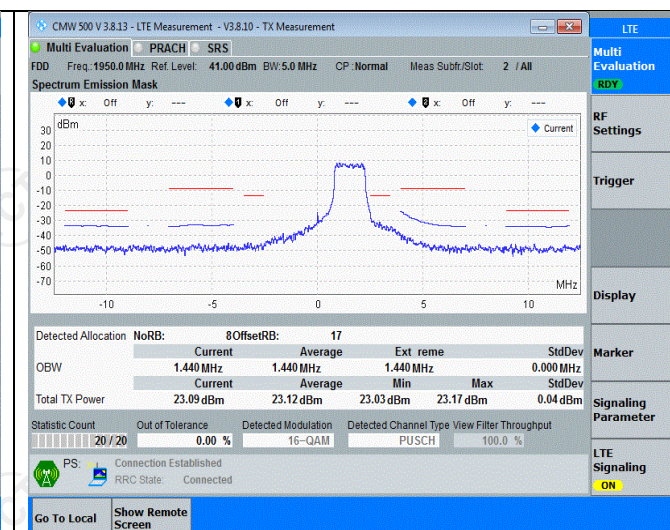 CMW 500 V 3.8.13 - LTE Measurement - V3.8.10 - TX Measurement
LTE
Multi Evaluation PRACH SRS
Multi
Evaluation
RDY
FDD Freq.:1950.0 MHz Ref. Level: 41.00 dBm BW:5.0 MHz CP :Normal Meas Subfr./Slot: 2 / All
Spectrum Emission Mask
x: Off y: --- x: Off y: --- x: Off y: ---
dBm
Current
30
20
10
0
-10
-20
-30
-40
-50
-60
-70
MHz
-10 -5 0 5 10
RF
Settings
Trigger
Display
Marker
Signaling
Parameter
LTE
Signaling
ON
Detected Allocation NoRB: 8 OffsetRB: 17
Current Average Ext reme StdDev
OBW 1.440 MHz 1.440 MHz 1.440 MHz 0.000 MHz
Current Average Min Max StdDev
Total TX Power 23.09 dBm 23.12 dBm 23.03 dBm 23.17 dBm 0.04 dBm
Statistic Count Out of Tolerance Detected Modulation Detected Channel Type View Filter Throughput
20 / 20 0.00 % 16-QAM PUSCH 100.0 %
PS: Connection Established
RRC State: Connected
Go To Local
Show Remote
Screen